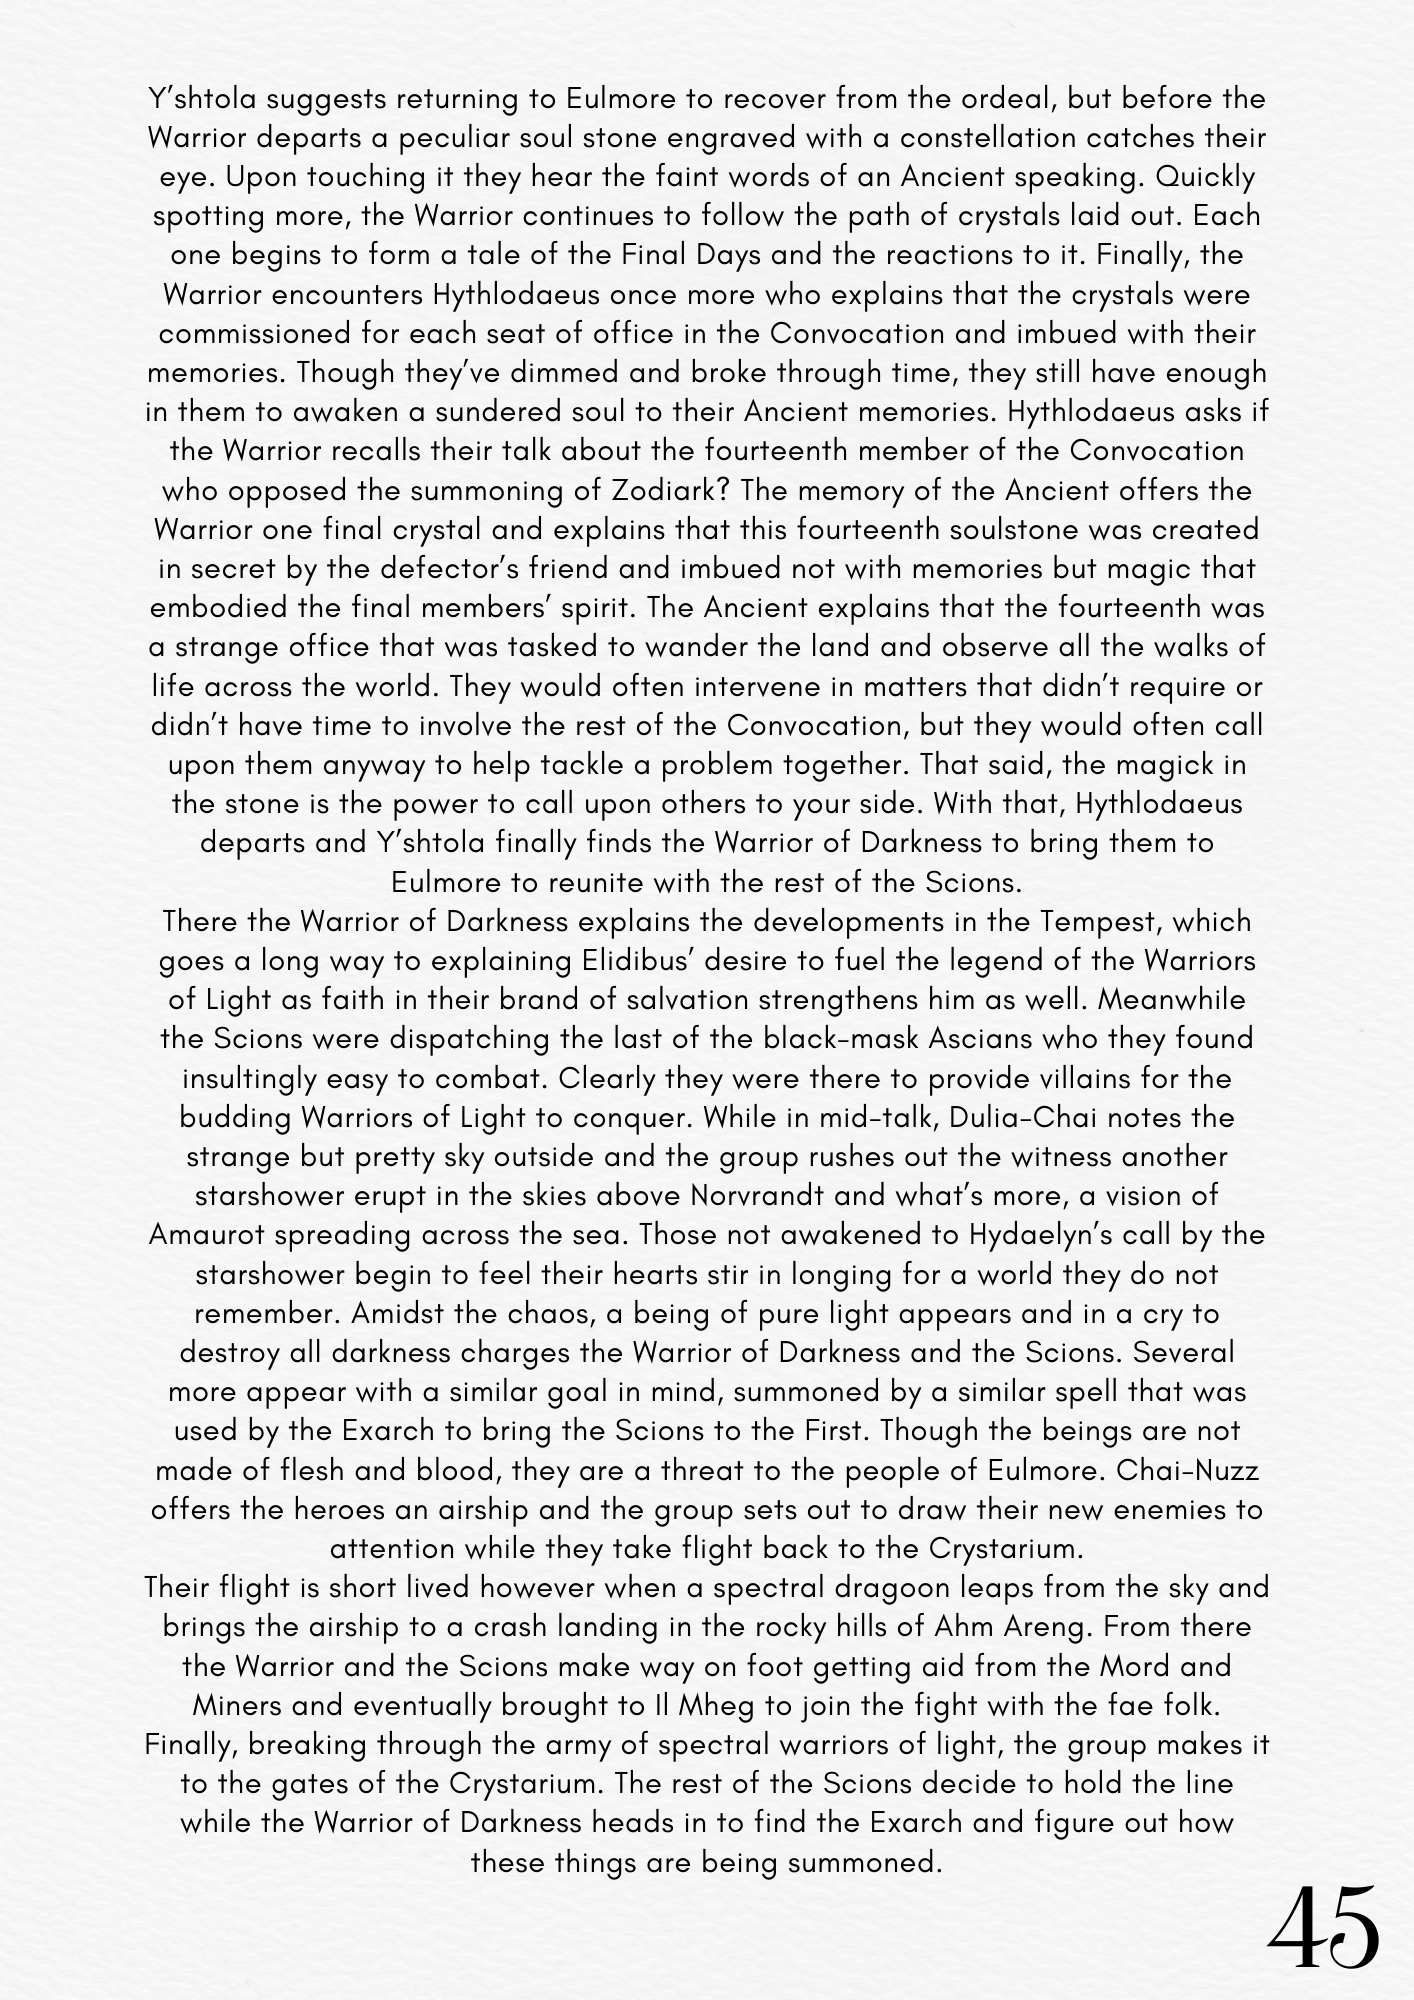 Y’shtola suggests returning to Eulmore to recover from the ordeal, but before the
Warrior departs a peculiar soul stone engraved with a constellation catches their
eye. Upon touching it they hear the faint words of an Ancient speaking. Quickly
spotting more, the Warrior continues to follow the path of crystals laid out. Each
one begins to form a tale of the Final Days and the reactions to it. Finally, the
Warrior encounters Hythlodaeus once more who explains that the crystals were
commissioned for each seat of office in the Convocation and imbued with their
memories. Though they’ve dimmed and broke through time, they still have enough
in them to awaken a sundered soul to their Ancient memories. Hythlodaeus asks if
the Warrior recalls their talk about the fourteenth member of the Convocation
who opposed the summoning of Zodiark? The memory of the Ancient offers the
Warrior one final crystal and explains that this fourteenth soulstone was created
in secret by the defector’s friend and imbued not with memories but magic that
embodied the final members’ spirit. The Ancient explains that the fourteenth was
a strange office that was tasked to wander the land and observe all the walks of
life across the world. They would often intervene in matters that didn’t require or
didn’t have time to involve the rest of the Convocation, but they would often call
upon them anyway to help tackle a problem together. That said, the magick in
the stone is the power to call upon others to your side. With that, Hythlodaeus
departs and Y’shtola finally finds the Warrior of Darkness to bring them to
Eulmore to reunite with the rest of the Scions.
There the Warrior of Darkness explains the developments in the Tempest, which
goes a long way to explaining Elidibus’ desire to fuel the legend of the Warriors
of Light as faith in their brand of salvation strengthens him as well. Meanwhile
the Scions were dispatching the last of the black-mask Ascians who they found
insultingly easy to combat. Clearly they were there to provide villains for the
budding Warriors of Light to conquer. While in mid-talk, Dulia-Chai notes the
strange but pretty sky outside and the group rushes out the witness another
starshower erupt in the skies above Norvrandt and what’s more, a vision of
Amaurot spreading across the sea. Those not awakened to Hydaelyn’s call by the
starshower begin to feel their hearts stir in longing for a world they do not
remember. Amidst the chaos, a being of pure light appears and in a cry to
destroy all darkness charges the Warrior of Darkness and the Scions. Several
more appear with a similar goal in mind, summoned by a similar spell that was
used by the Exarch to bring the Scions to the First. Though the beings are not
made of flesh and blood, they are a threat to the people of Eulmore. Chai-Nuzz
offers the heroes an airship and the group sets out to draw their new enemies to
attention while they take flight back to the Crystarium.
Their flight is short lived however when a spectral dragoon leaps from the sky and
brings the airship to a crash landing in the rocky hills of Ahm Areng. From there
the Warrior and the Scions make way on foot getting aid from the Mord and
Miners and eventually brought to Il Mheg to join the fight with the fae folk.
Finally, breaking through the army of spectral warriors of light, the group makes it
to the gates of the Crystarium. The rest of the Scions decide to hold the line
while the Warrior of Darkness heads in to find the Exarch and figure out how
these things are being summoned.
45